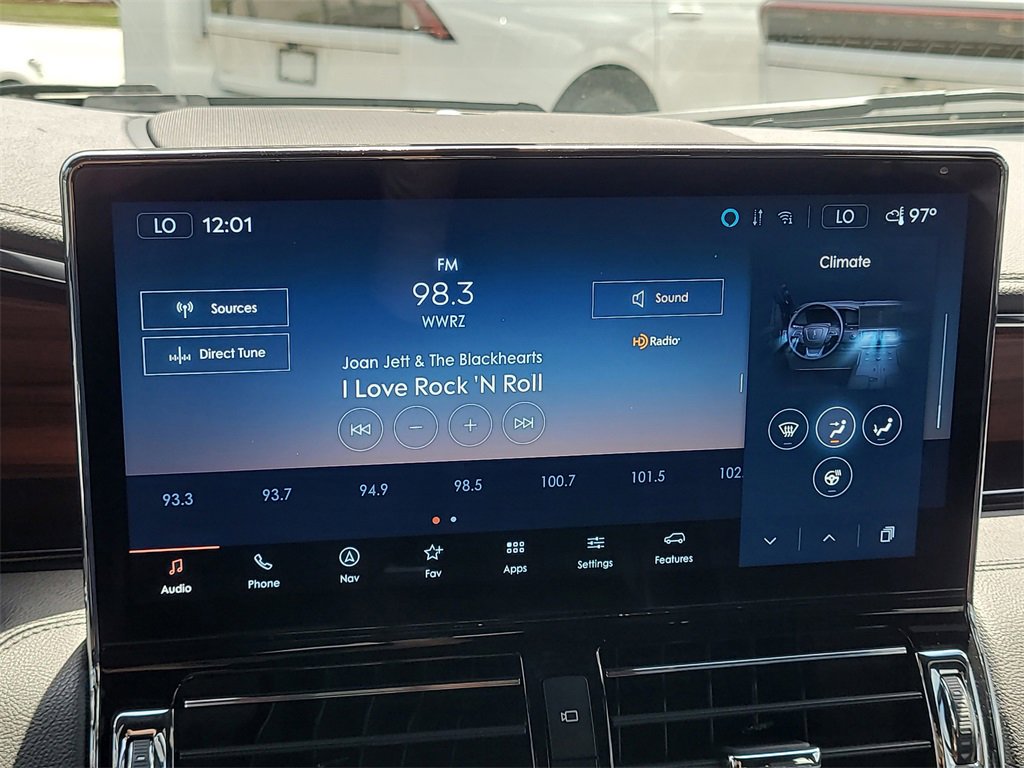 LO 12:01
LO 97°
FM
98.3
WWRZ
Sources
Direct Tune
Sound
HD Radio
Joan Jett & The Blackhearts
I Love Rock 'N Roll
Climate
93.3 93.7 94.9 98.5 100.7 101.5 102.
Audio Phone Nav Fav Apps Settings Features